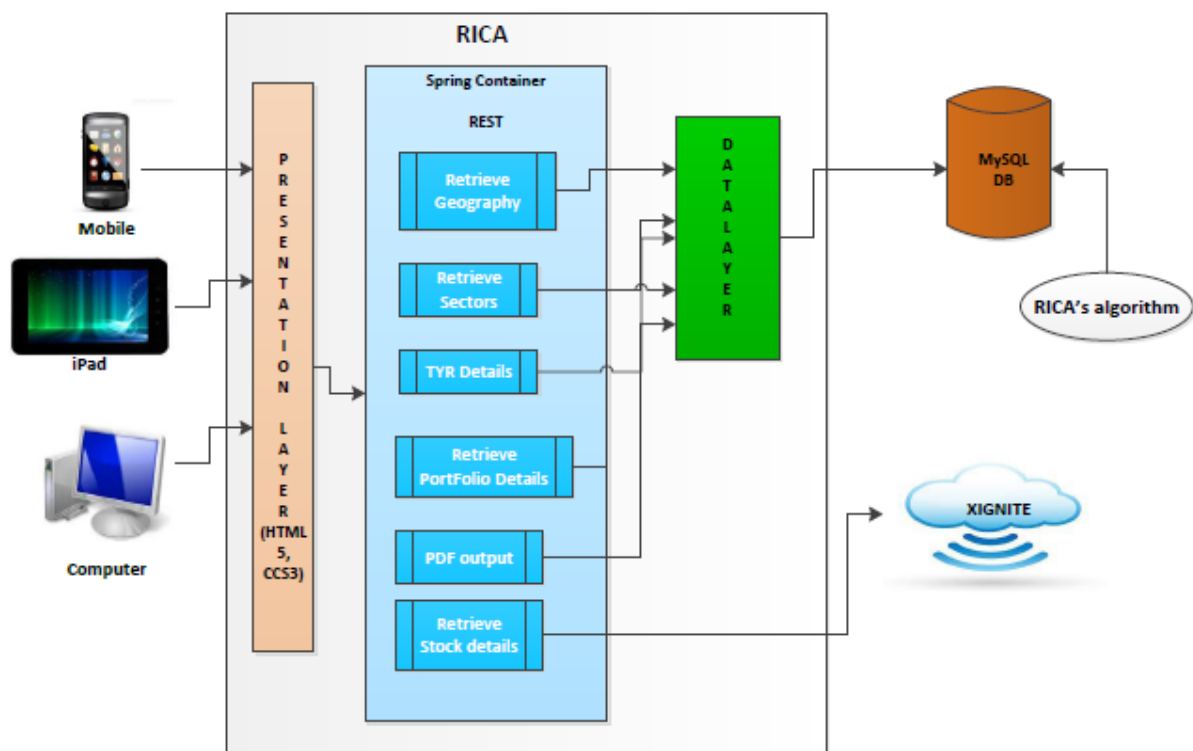 RICA
Spring Container
REST
Mobile
iPad
Computer
P
R
E
S
E
N
T
A
T
I
O
N
L
A
Y
E
R
(HTML
5,
CCS3)
Retrieve
Geography
Retrieve
Sectors
TYR Details
Retrieve
PortFolio Details
PDF output
Retrieve
Stock details
D
A
T
A
L
A
Y
E
R
MySQL
DB
RICA's algorithm
XIGNITE